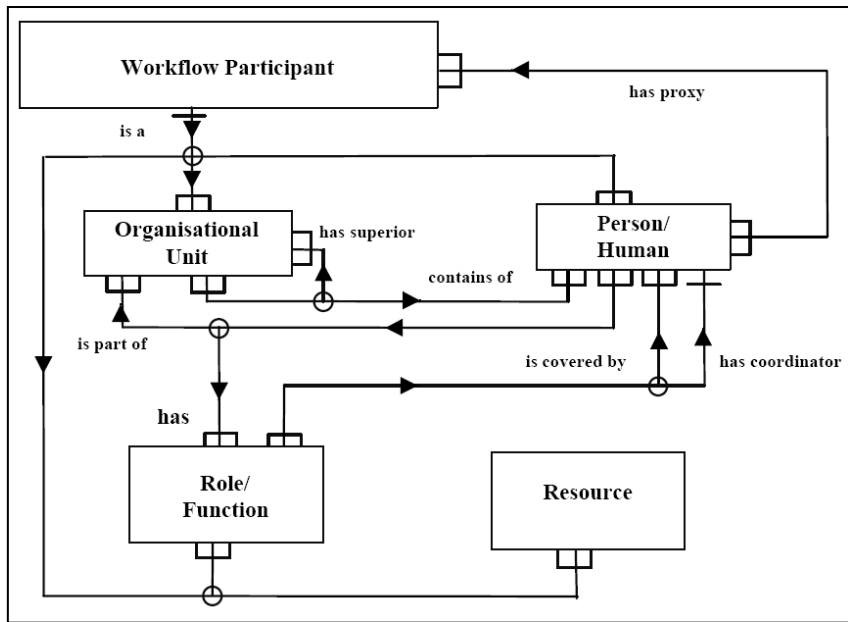 Workflow Participant
has proxy
is a
Organisational
Unit
has superior
Person/
Human
contains of
is part of
is covered by
has coordinator
has
Role/
Function
Resource